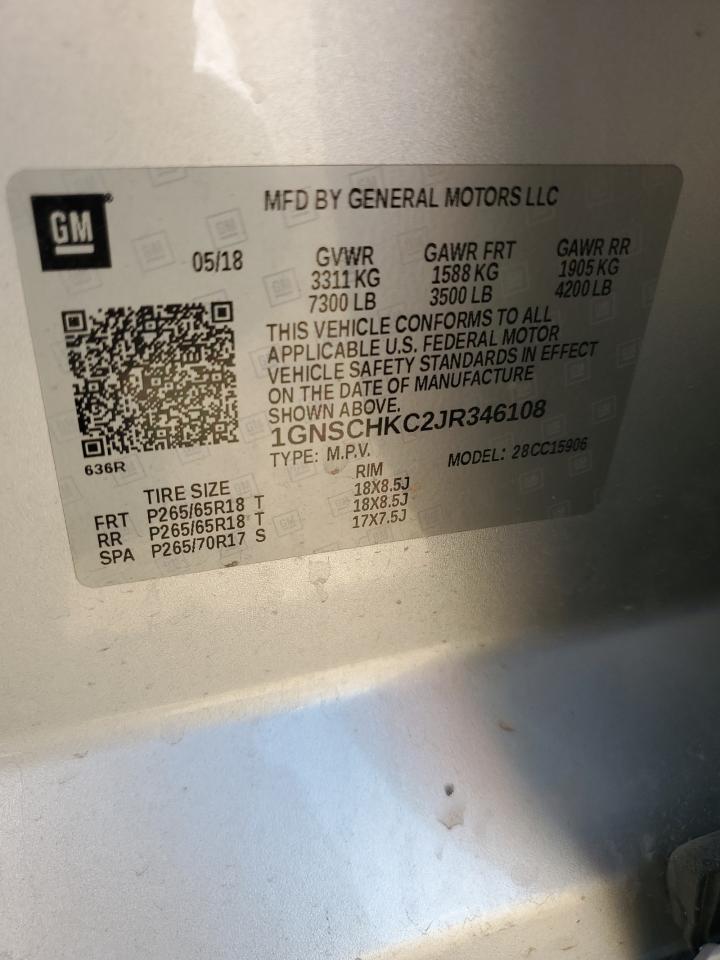 GM
MFD BY GENERAL MOTORS LLC
05/18
GVWR GAWR FRT GAWR RR
3311 KG 1588 KG 1905 KG
7300 LB 3500 LB 4200 LB
THIS VEHICLE CONFORMS TO ALL
APPLICABLE U.S. FEDERAL MOTOR
VEHICLE SAFETY STANDARDS IN EFFECT
ON THE DATE OF MANUFACTURE
SHOWN ABOVE.
1GNSCHKC2JR346108
TYPE: M.P.V. MODEL: 28CC15906
636R
TIRE SIZE RIM
FRT P265/65R18 T 18X8.5J
RR P265/65R18 T 18X8.5J
SPA P265/70R17 S 17X7.5J